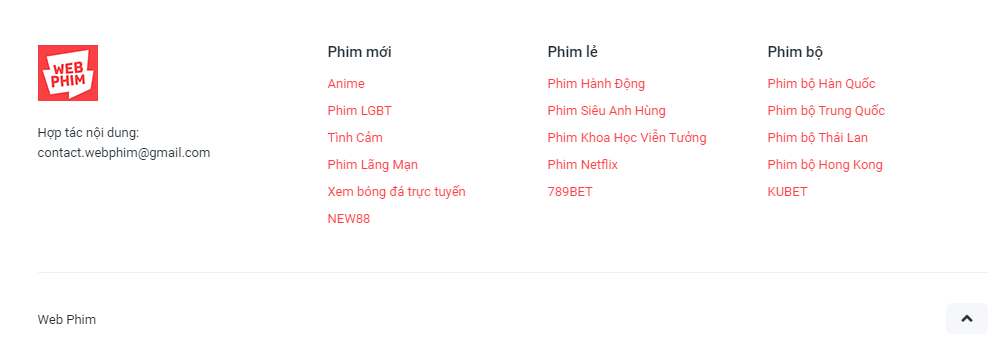 WEB
PHIM
Hợp tác nội dung:
contact.webphim@gmail.com
Phim mới
Anime
Phim LGBT
Tình Cảm
Phim Lãng Mạn
Xem bóng đá trực tuyến
NEW88
Phim lẻ
Phim Hành Động
Phim Siêu Anh Hùng
Phim Khoa Học Viễn Tưởng
Phim Netflix
789BET
Phim bộ
Phim bộ Hàn Quốc
Phim bộ Trung Quốc
Phim bộ Thái Lan
Phim bộ Hong Kong
KUBET
Web Phim